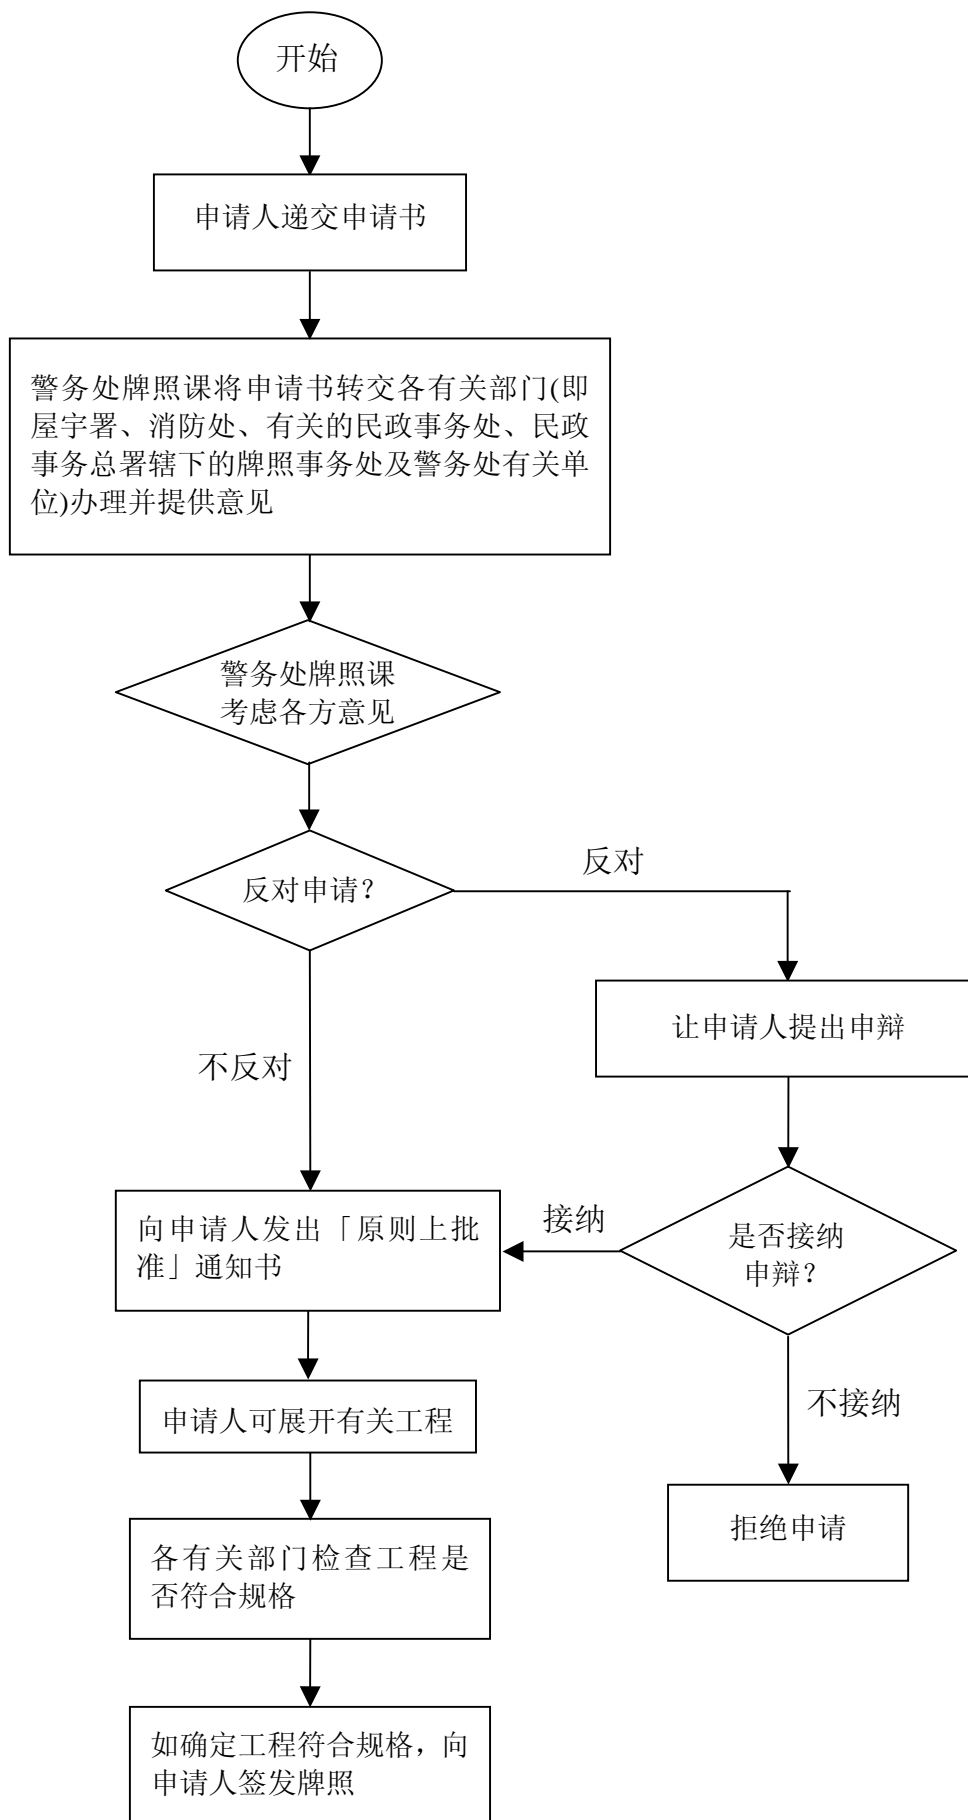 开始
申请人递交申请书
警务处牌照课将申请书转交各有关部门(即
屋宇署、消防处、有关的民政事务处、民政
事务总署辖下的牌照事务处及警务处有关单
位)办理并提供意见
警务处牌照课
考虑各方意见
反对申请？
反对
让申请人提出申辩
不反对
向申请人发出「原则上批
准」通知书
接纳
是否接纳
申辩？
申请人可展开有关工程
不接纳
拒绝申请
各有关部门检查工程是
否符合规格
如确定工程符合规格，向
申请人签发牌照